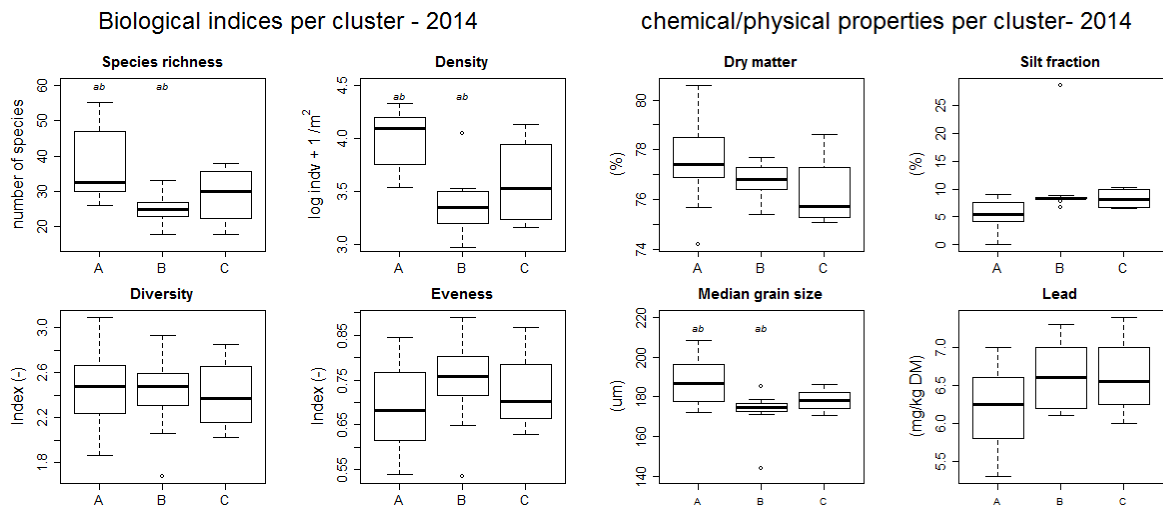 Biological indices per cluster - 2014
chemical/physical properties per cluster- 2014
Species richness
number of species
60
50
40
30
20
ab ab
A B C
Density
log indv + 1 /m²
4.5
4.0
3.5
3.0
ab ab
A B C
Dry matter
(%)
80
78
76
74
A B C
Silt fraction
(%)
25
20
15
10
5
0
A B C
Diversity
Index (-)
3.0
2.6
2.2
1.8
A B C
Eveness
Index (-)
0.85
0.75
0.65
0.55
A B C
Median grain size
(um)
220
200
180
160
140
ab ab
A B C
Lead
(mg/kg DM)
7.0
6.5
6.0
5.5
A B C